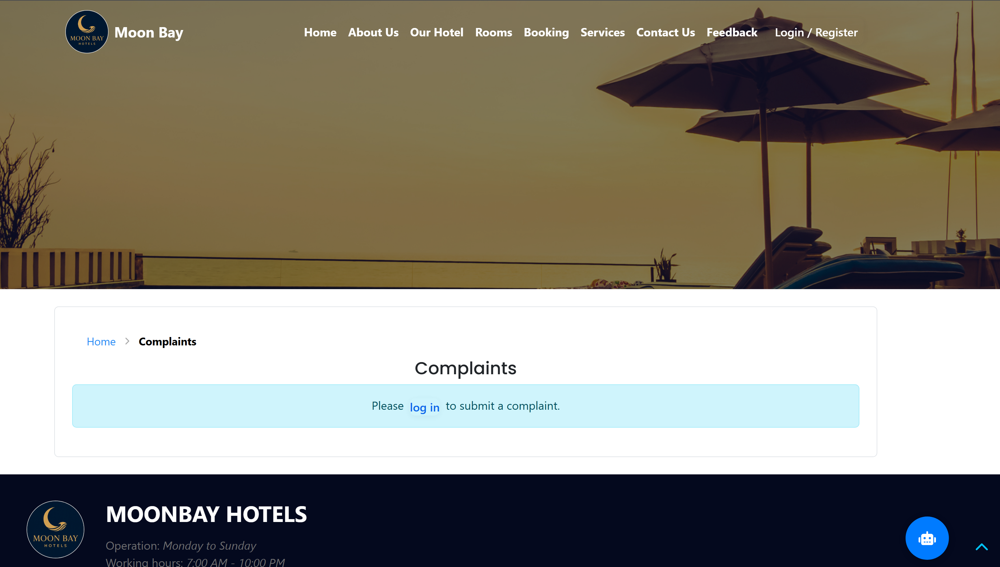 MOON BAY
HOTELS
Moon Bay
Home About Us Our Hotel Rooms Booking Services Contact Us Feedback Login / Register
Home > Complaints
Complaints
Please log in to submit a complaint.
MOON BAY
HOTELS
MOONBAY HOTELS
Operation: Monday to Sunday
Working hours: 7:00 AM - 10:00 PM